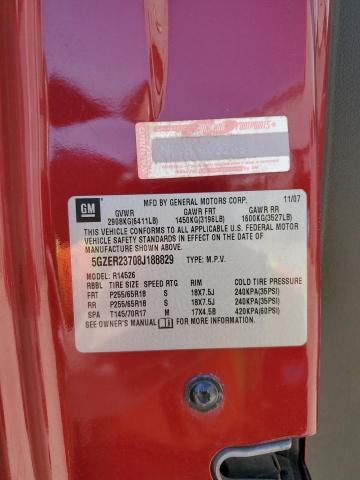 GM
MFD BY GENERAL MOTORS CORP. 11/07
GVWR GAWR FRT GAWR RR
2908KG(6411LB) 1450KG(3196LB) 1600KG(3527LB)
THIS VEHICLE CONFORMS TO ALL APPLICABLE U.S. FEDERAL
MOTOR VEHICLE SAFETY STANDARDS IN EFFECT ON THE DATE OF
MANUFACTURE SHOWN ABOVE.
5GZER23708J188829 TYPE: M.P.V.
MODEL: R14526
RBBL TIRE SIZE SPEED RTG RIM COLD TIRE PRESSURE
FRT P255/65R18 S 18X7.5J 240KPA(35PSI)
RR P255/65R18 S 18X7.5J 240KPA(35PSI)
SPA T145/70R17 M 17X4.5B 420KPA(60PSI)
SEE OWNER'S MANUAL FOR MORE INFORMATION.